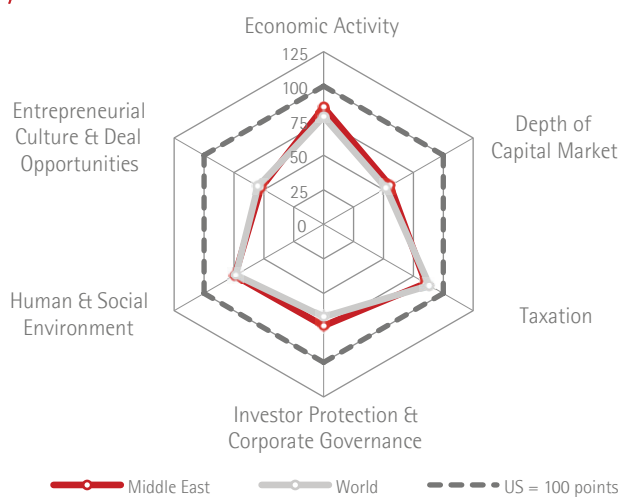 Economic Activity
125
100
75
50
25
0
Entrepreneurial
Culture & Deal
Opportunities
Depth of
Capital Market
Human & Social
Environment
Taxation
Investor Protection &
Corporate Governance
Middle East
World
US = 100 points